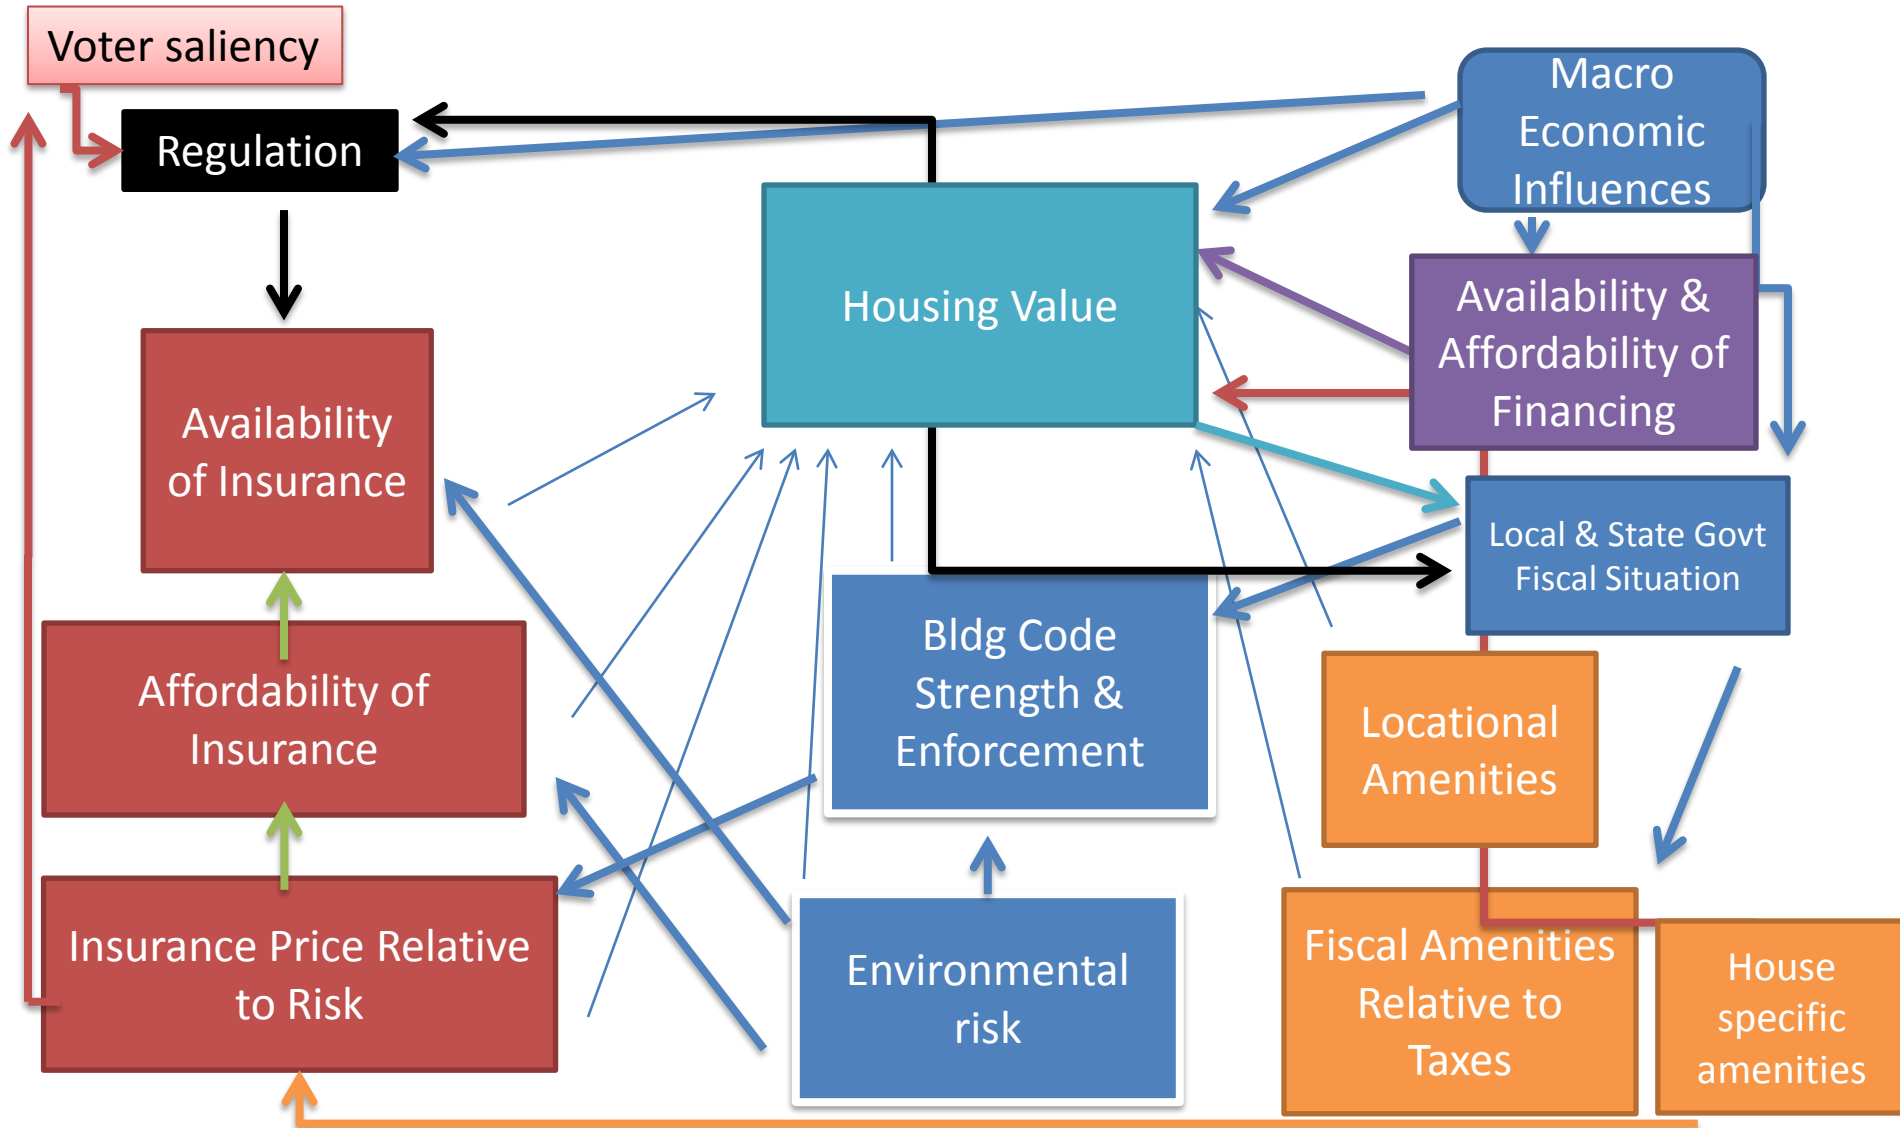 Voter saliency
Regulation
Macro
Economic
Influences
Housing Value
Availability &
Affordability of
Financing
Availability
of Insurance
Local & State Govt
Fiscal Situation
Bldg Code
Strength &
Enforcement
Affordability of
Insurance
Locational
Amenities
Insurance Price Relative
to Risk
Environmental
risk
Fiscal Amenities
Relative to
Taxes
House
specific
amenities